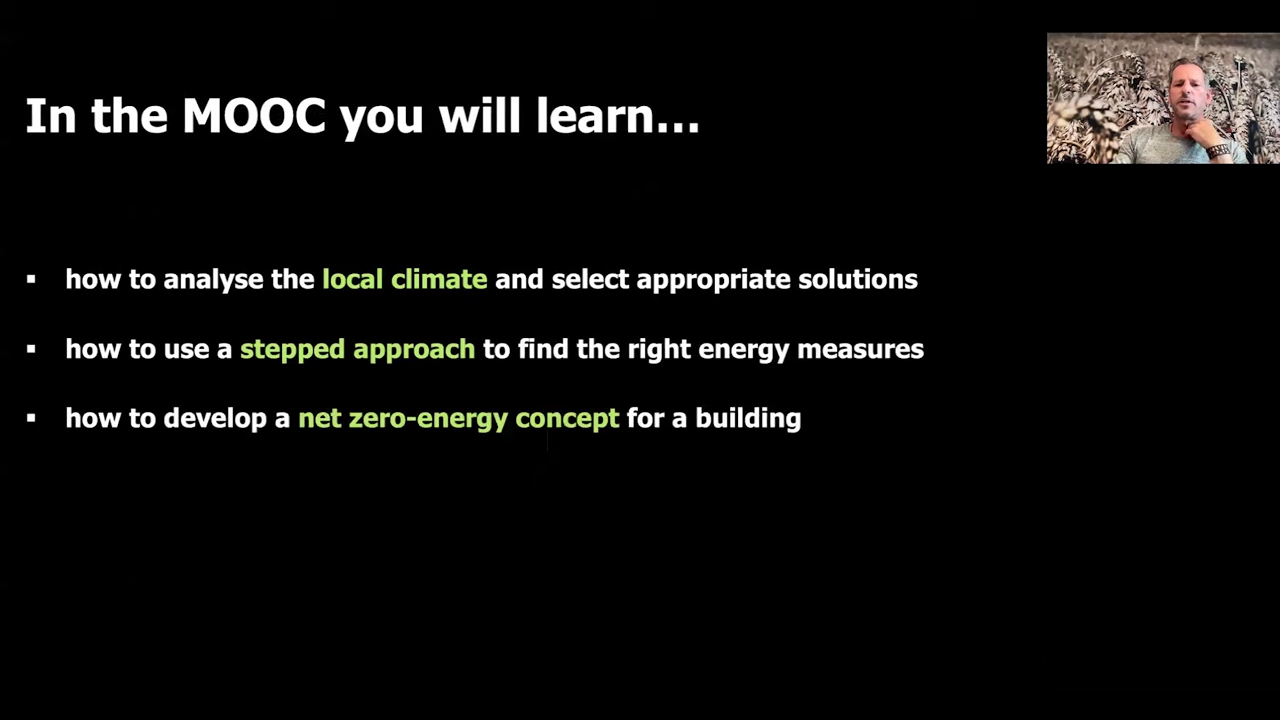 In the MOOC you will learn…
▪ how to analyse the local climate and select appropriate solutions
▪ how to use a stepped approach to find the right energy measures
▪ how to develop a net zero-energy concept for a building